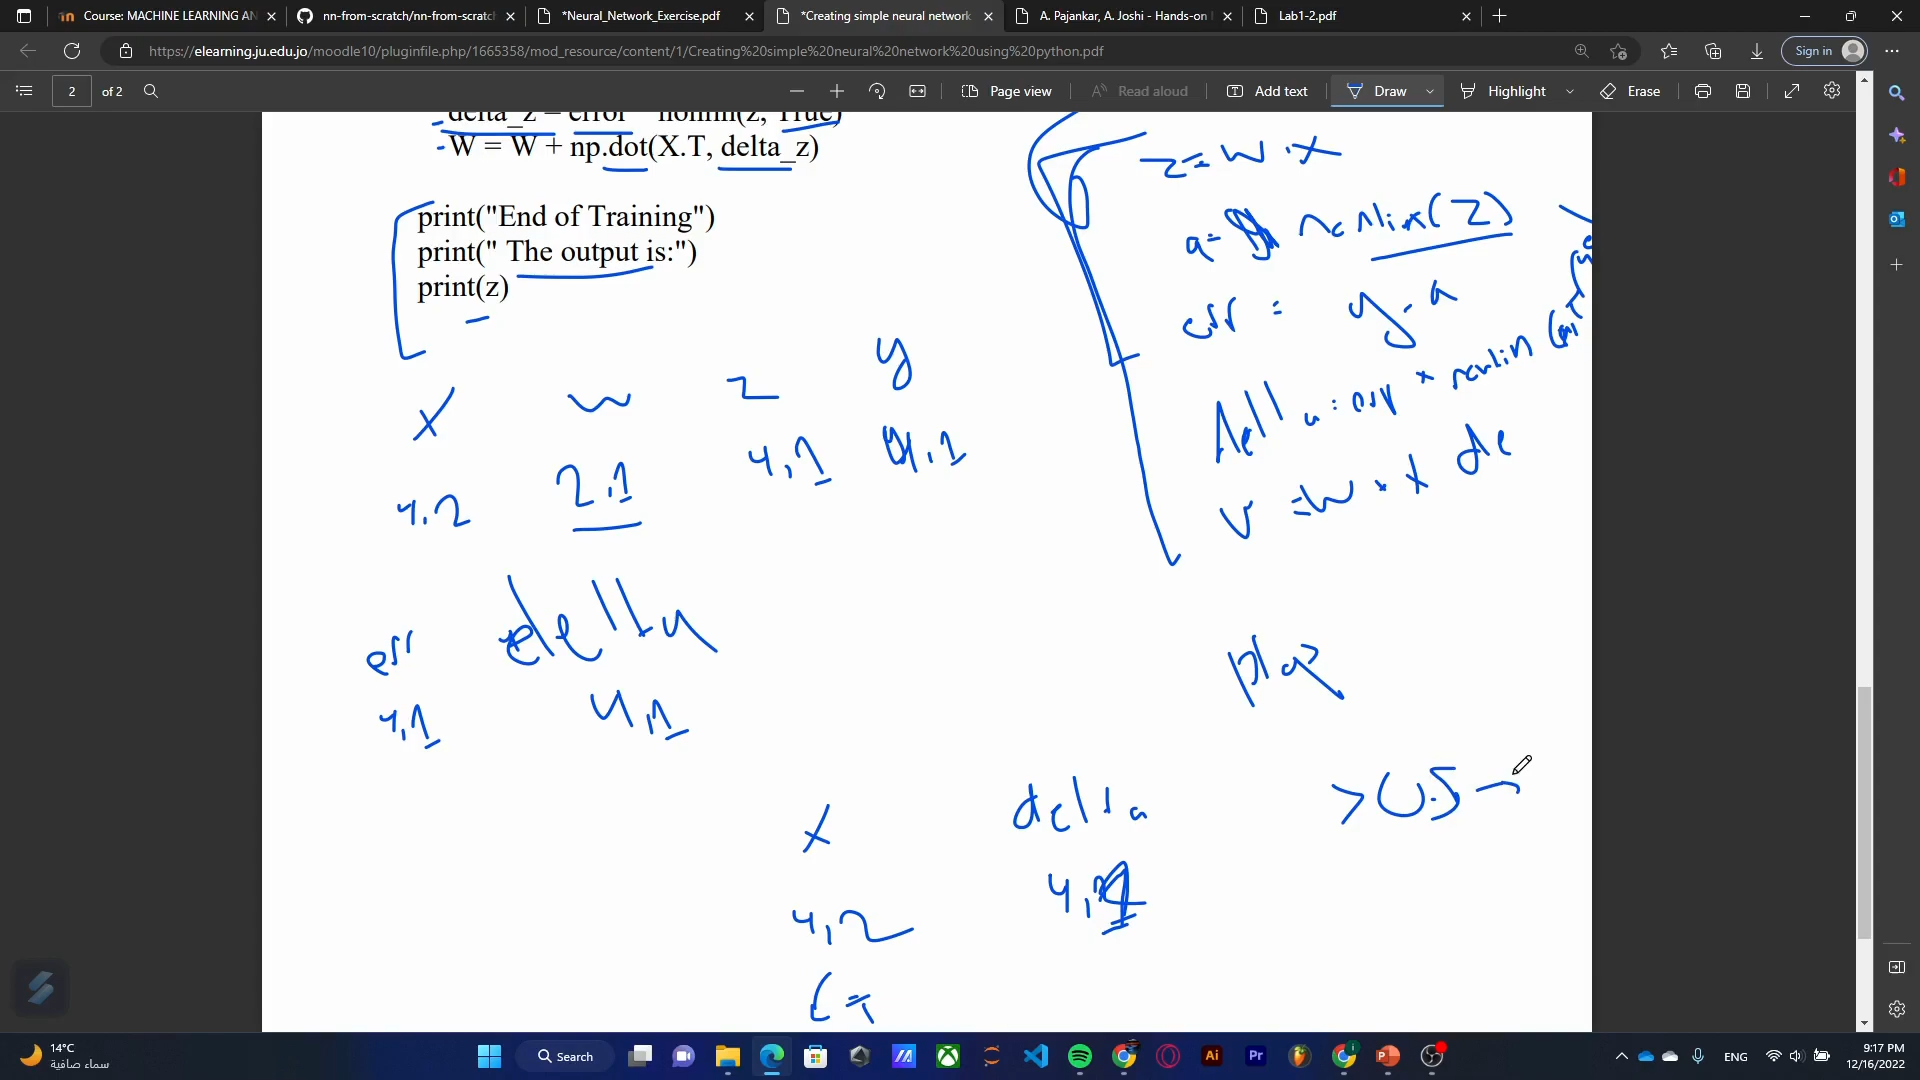 Course: MACHINE LEARNING AN
nn-from-scratch/nn-from-scratch
*Neural_Network_Exercise.pdf
*Creating simple neural network
A. Pajankar, A. Joshi - Hands-on
Lab1-2.pdf
https://elearning.ju.edu.jo/moodle10/pluginfile.php/1665358/mod_resource/content/1/Creating%20simple%20neural%20network%20using%20python.pdf
Sign in
2 of 2
Page view
Read aloud
Add text
Draw
Highlight
Erase
W = W + np.dot(X.T, delta_z)
print("End of Training")
print(" The output is:")
print(z)
z = W . X
a = nonlin(z)
err = y - a
X W z y
4,2 2,1 4,1 4,1
err delta
4,1 4,1
X delta
4,2
> 0.5
14°C
سماء صافية
Search
ENG
9:17 PM
12/16/2022